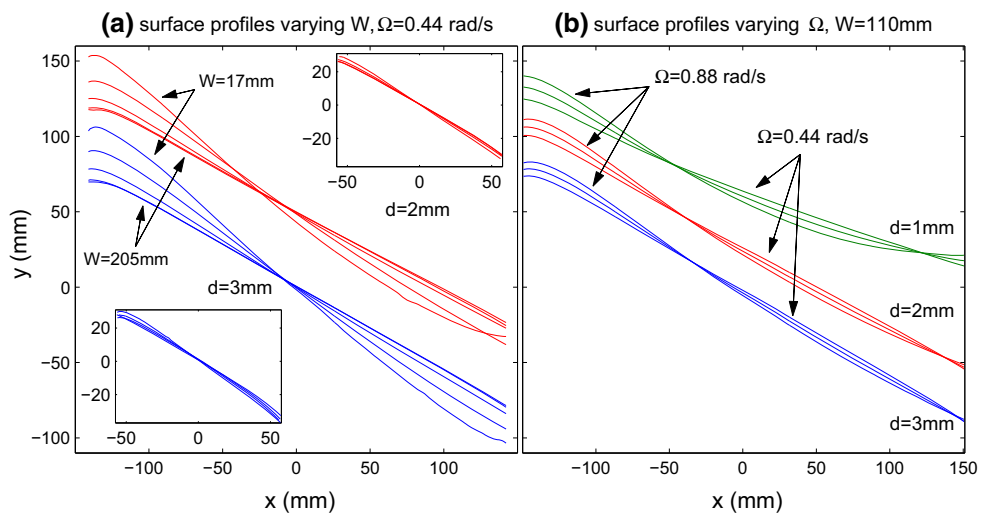 (a) surface profiles varying W, Ω=0.44 rad/s
(b) surface profiles varying Ω, W=110mm
y (mm)
150
100
50
0
−50
−100
W=17mm
W=205mm
20
0
−20
−50
0
50
d=2mm
d=3mm
20
0
−20
−50
0
50
−100
−50
0
50
100
x (mm)
Ω=0.88 rad/s
Ω=0.44 rad/s
d=1mm
d=2mm
d=3mm
−100
−50
0
50
100
150
x (mm)